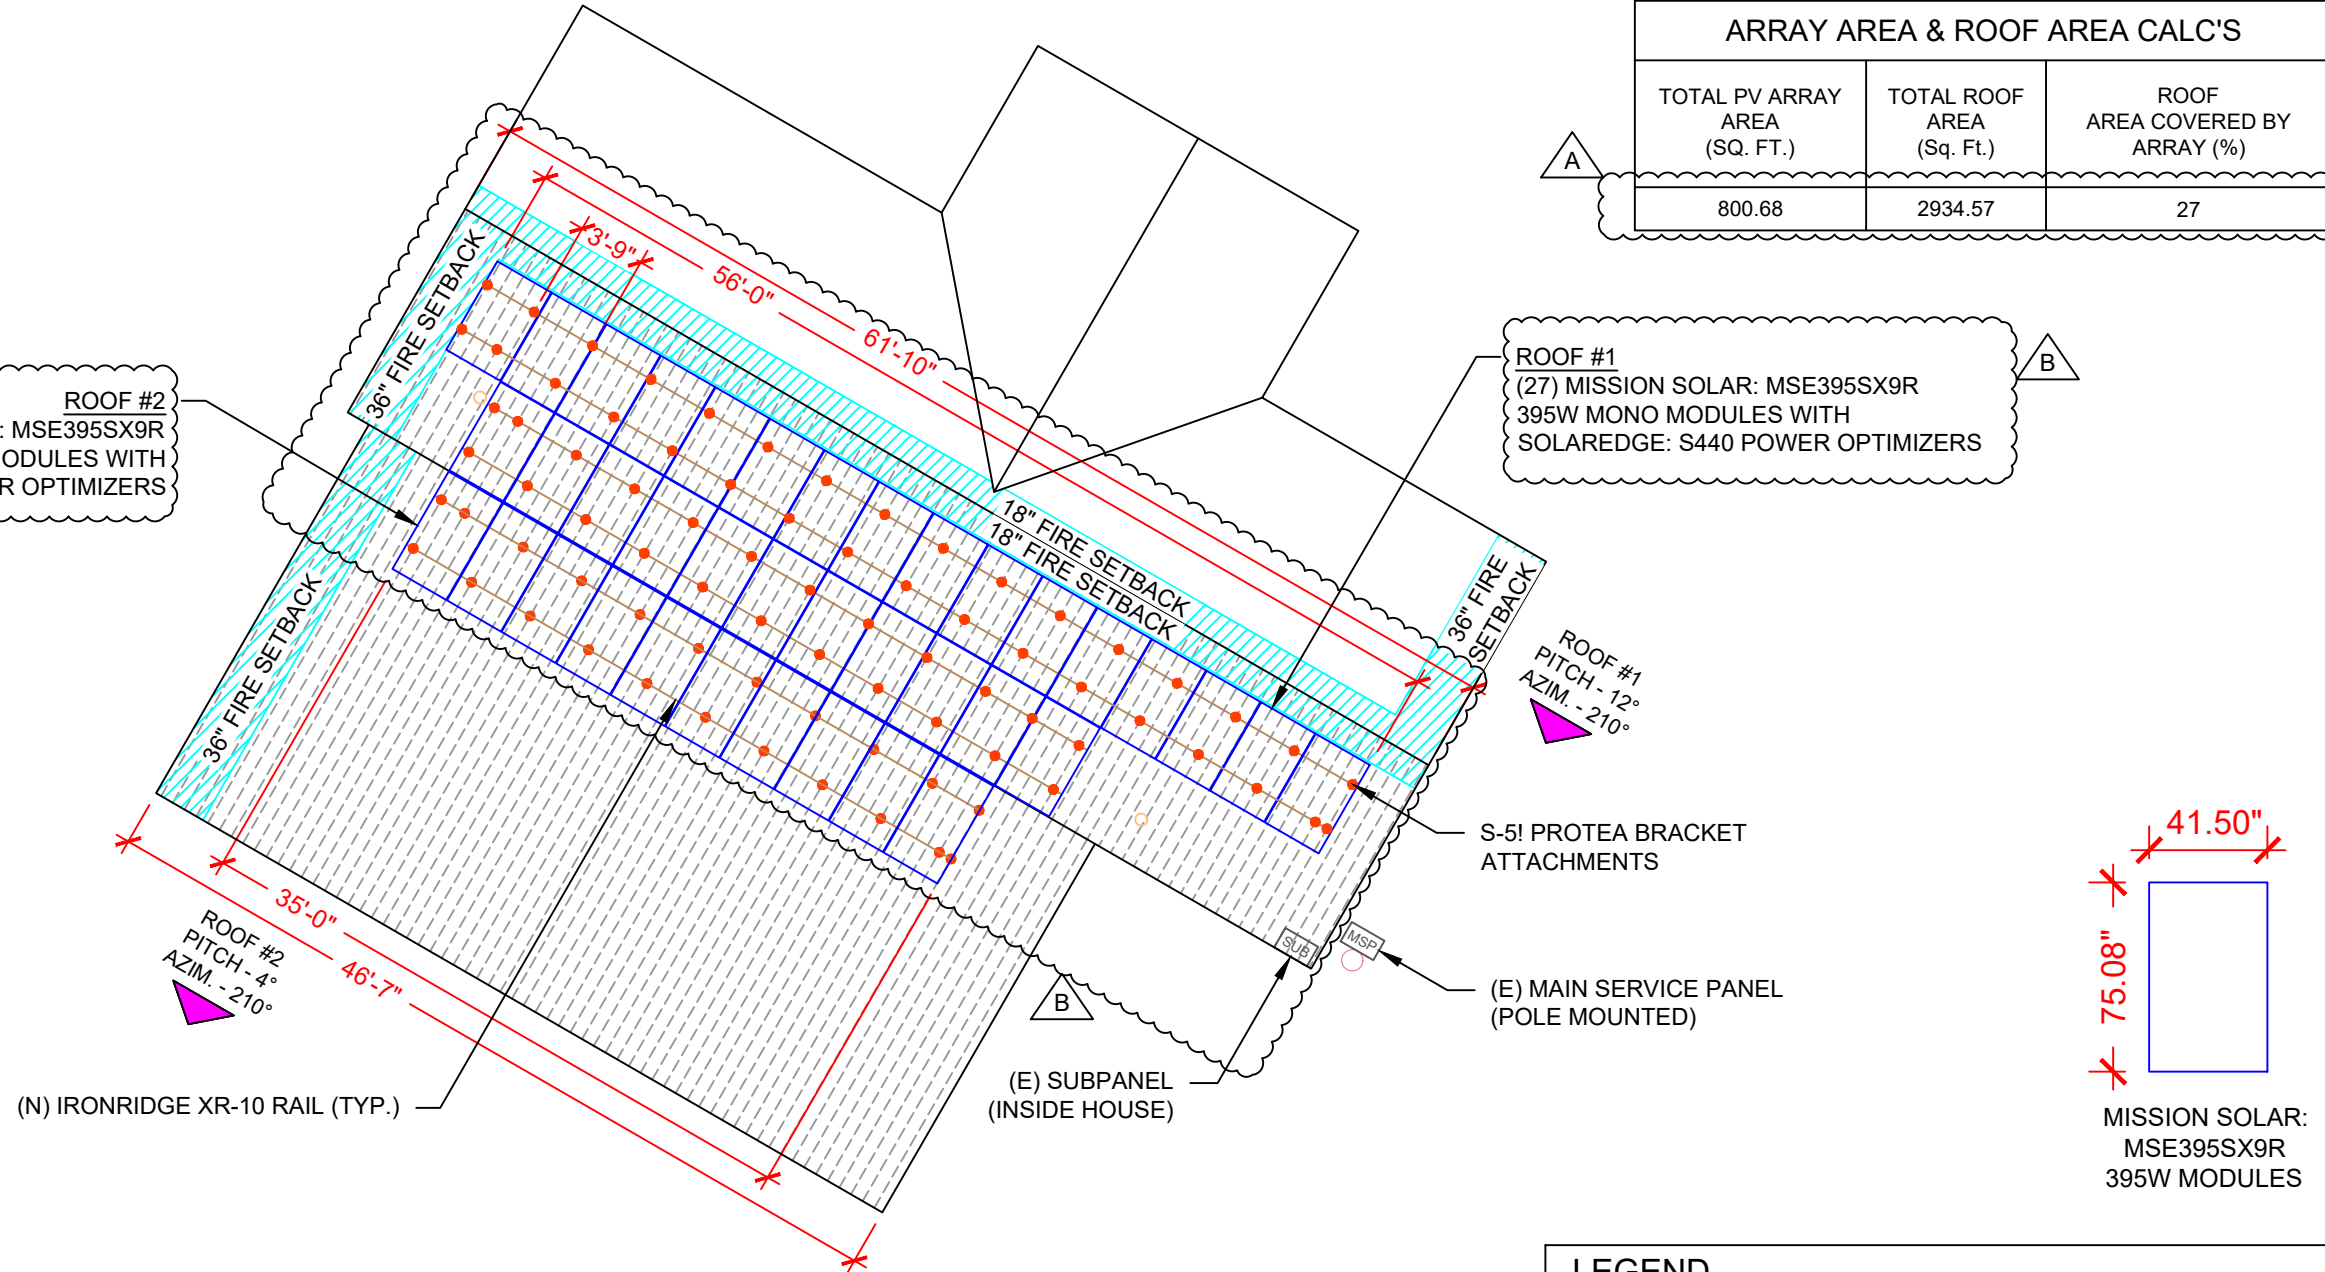 ARRAY AREA & ROOF AREA CALC'S
TOTAL PV ARRAY
AREA
(SQ. FT.)
TOTAL ROOF
AREA
(Sq. Ft.)
ROOF
AREA COVERED BY
ARRAY (%)
A
800.68
2934.57
27
36" FIRE SETBACK
3'-9"
56'-0"
61'-10"
ROOF #1
(27) MISSION SOLAR: MSE395SX9R
395W MONO MODULES WITH
SOLAREDGE: S440 POWER OPTIMIZERS
B
ROOF #2
: MSE395SX9R
ODULES WITH
R OPTIMIZERS
18" FIRE SETBACK
18" FIRE SETBACK
36" FIRE
SETBACK
36" FIRE SETBACK
ROOF #1
PITCH - 12°
AZIM. - 210°
S-5! PROTEA BRACKET
ATTACHMENTS
41.50"
75.08"
MISSION SOLAR:
MSE395SX9R
395W MODULES
35'-0"
46'-7"
ROOF #2
PITCH - 4°
AZIM. - 210°
SUB
MSP
(E) MAIN SERVICE PANEL
(POLE MOUNTED)
B
(E) SUBPANEL
(INSIDE HOUSE)
(N) IRONRIDGE XR-10 RAIL (TYP.)
LEGEND